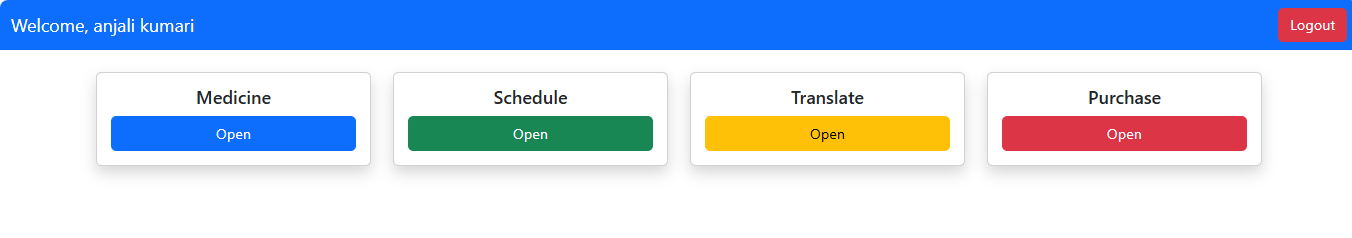 Welcome, anjali kumari
Logout
Medicine
Schedule
Translate
Purchase
Open
Open
Open
Open